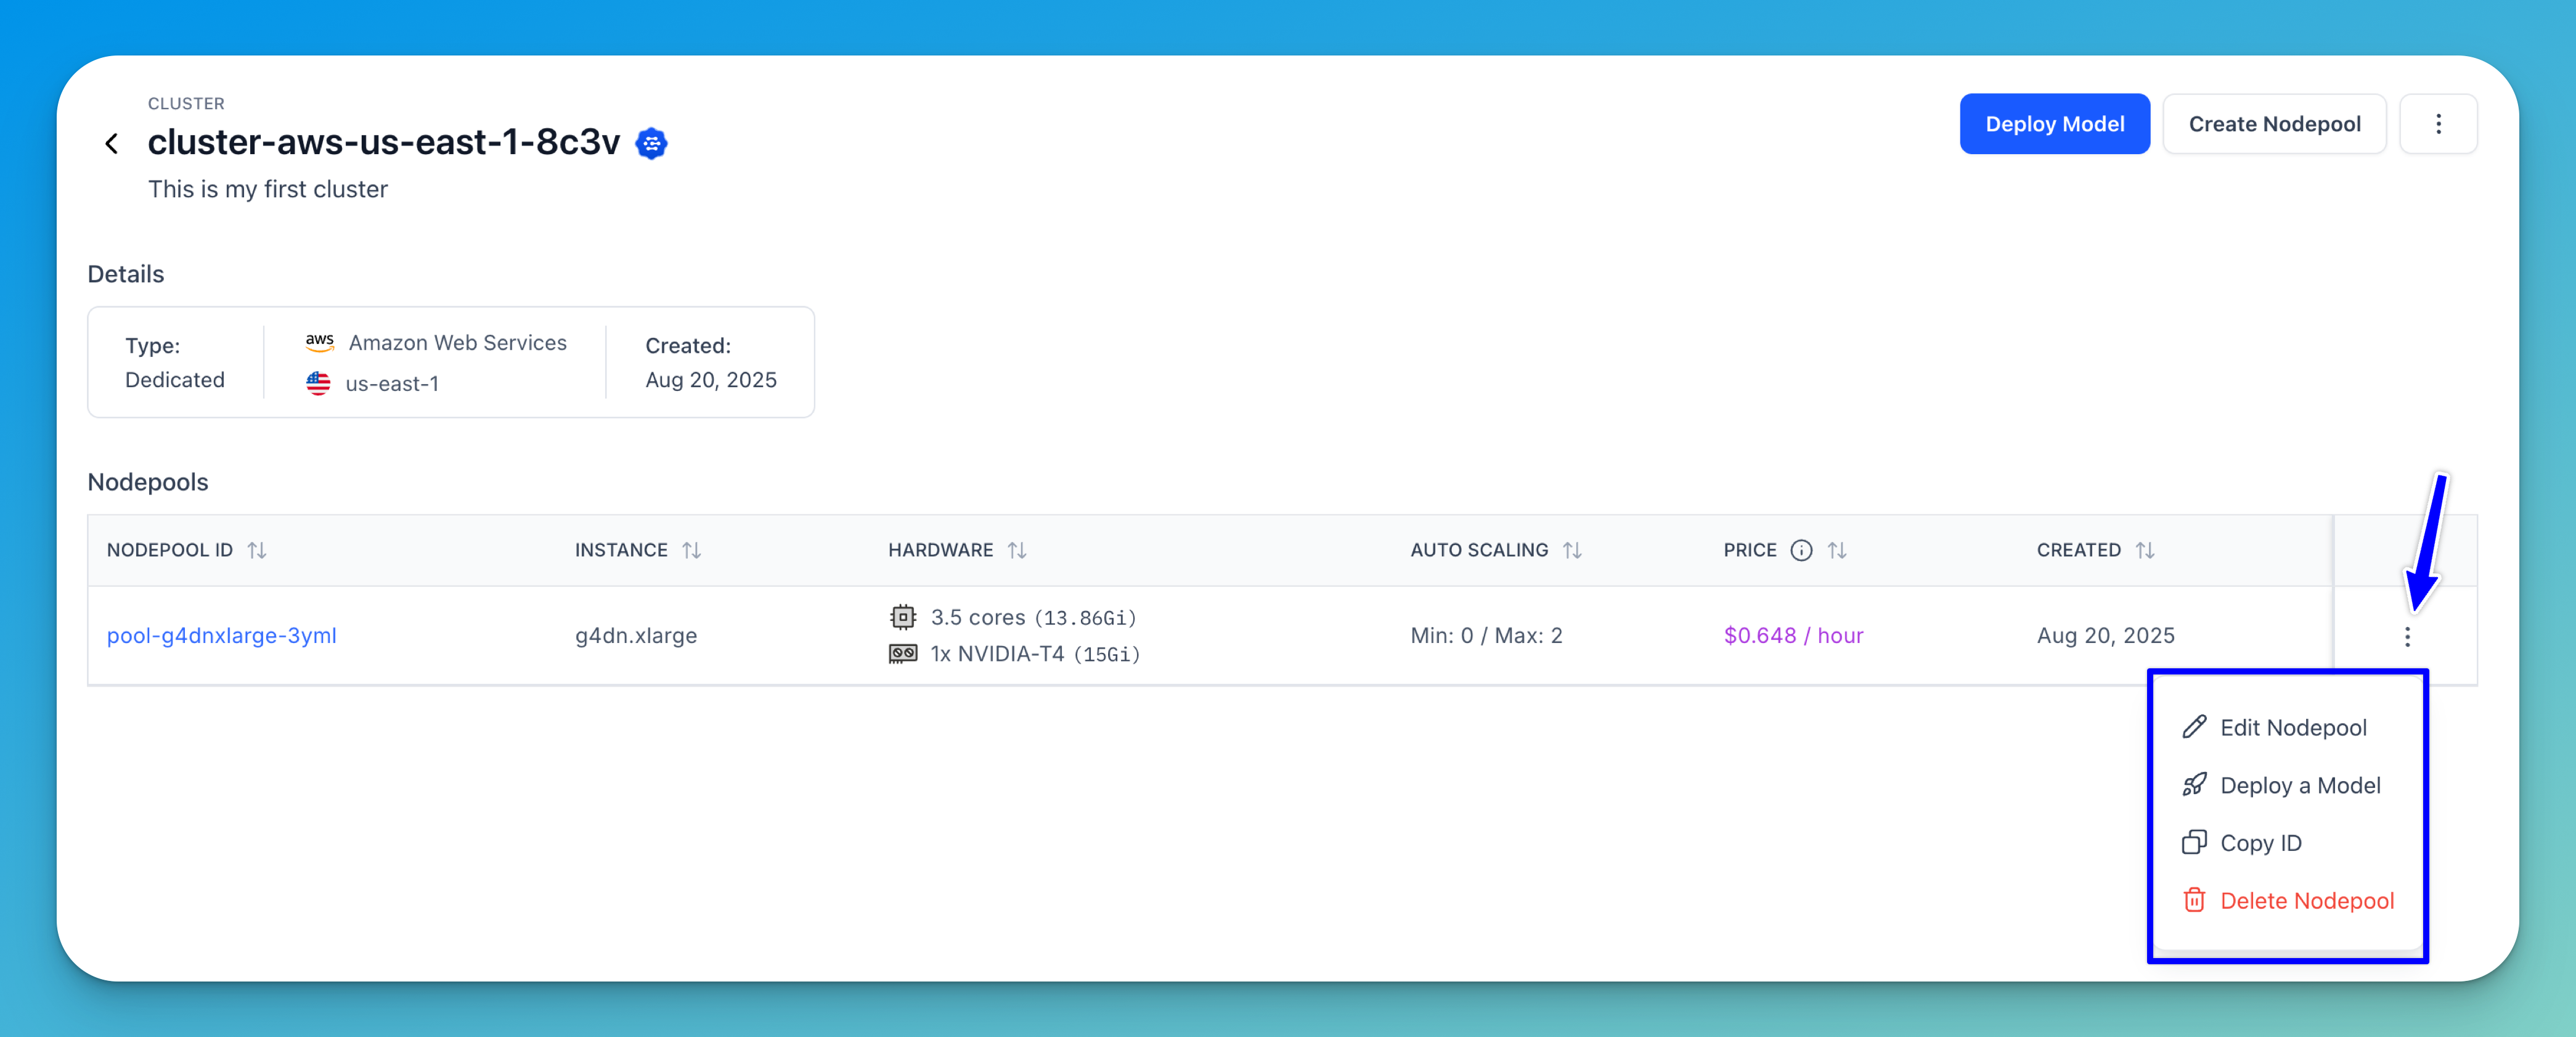 CLUSTER
cluster-aws-us-east-1-8c3v
This is my first cluster
Deploy Model
Create Nodepool
Details
Type:
Dedicated
aws Amazon Web Services
us-east-1
Created:
Aug 20, 2025
Nodepools
NODEPOOL ID INSTANCE HARDWARE AUTO SCALING PRICE CREATED
pool-g4dnxlarge-3yml g4dn.xlarge 3.5 cores (13.86Gi) Min: 0 / Max: 2 $0.648 / hour Aug 20, 2025
1x NVIDIA-T4 (15Gi)
Edit Nodepool
Deploy a Model
Copy ID
Delete Nodepool